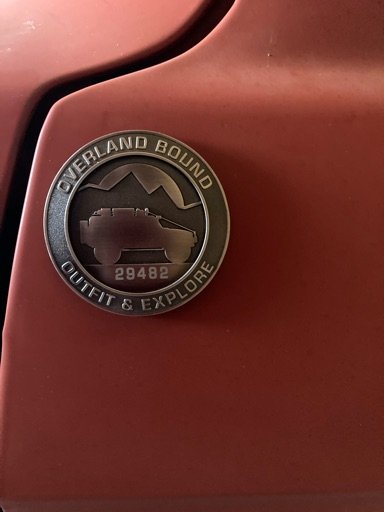 OVERLAND BOUND
29482
OUTFIT & EXPLORE